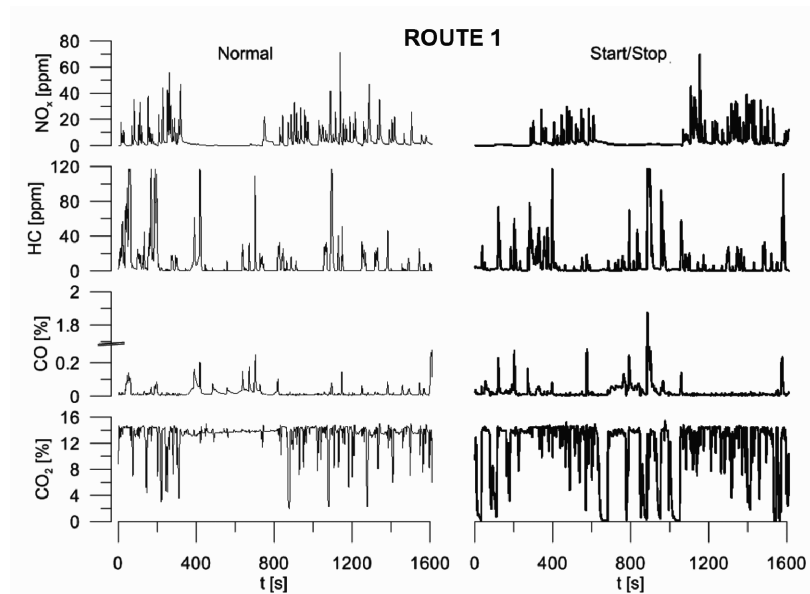 ROUTE 1
Normal
Start/Stop
NOx [ppm]
80
60
40
20
0
HC [ppm]
120
80
40
0
CO [%]
2
1.8
0.2
0
CO2 [%]
16
12
8
4
0
0 400 800 1200 1600
t [s]
0 400 800 1200 1600
t [s]